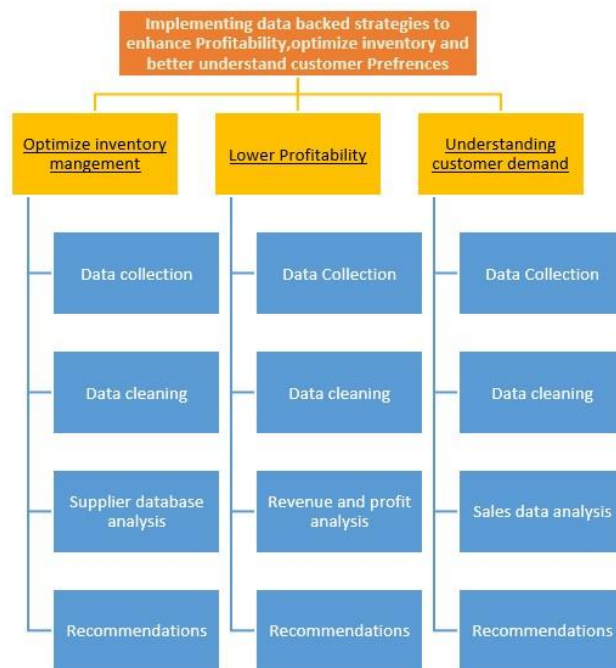 Implementing data backed strategies to
enhance Profitability,optimize inventory and
better understand customer Prefrences
Optimize inventory
mangement
Lower Profitability
Understanding
customer demand
Data collection
Data Collection
Data Collection
Data cleaning
Data cleaning
Data cleaning
Supplier database
analysis
Revenue and profit
analysis
Sales data analysis
Recommendations
Recommendations
Recommendations